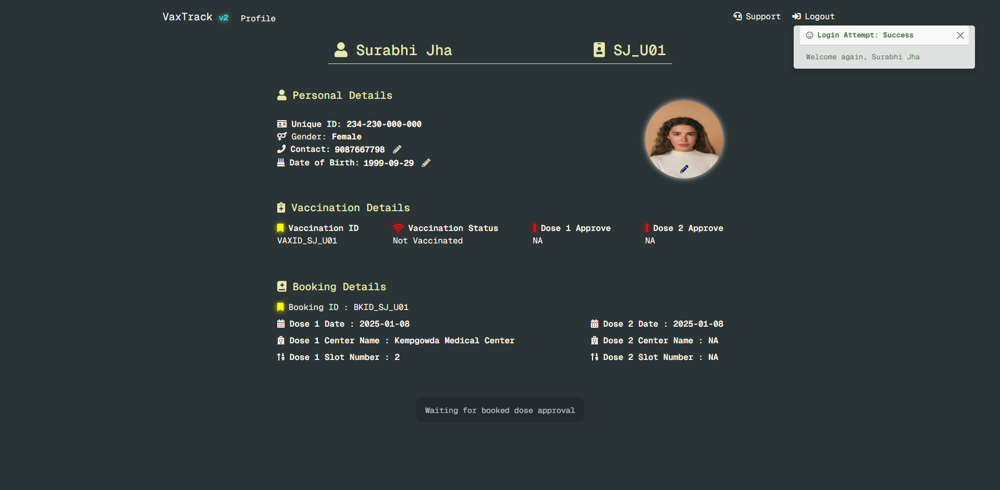 VaxTrack v2 Profile Support Logout
Login Attempt: Success
Welcome again, Surabhi Jha
Surabhi Jha SJ_U01
Personal Details
Unique ID: 234-230-000-000
Gender: Female
Contact: 9087667798
Date of Birth: 1999-09-29
Vaccination Details
Vaccination ID Vaccination Status Dose 1 Approve Dose 2 Approve
VAXID_SJ_U01 Not Vaccinated NA NA
Booking Details
Booking ID : BKID_SJ_U01
Dose 1 Date : 2025-01-08 Dose 2 Date : 2025-01-08
Dose 1 Center Name : Kempgowda Medical Center Dose 2 Center Name : NA
Dose 1 Slot Number : 2 Dose 2 Slot Number : NA
Waiting for booked dose approval